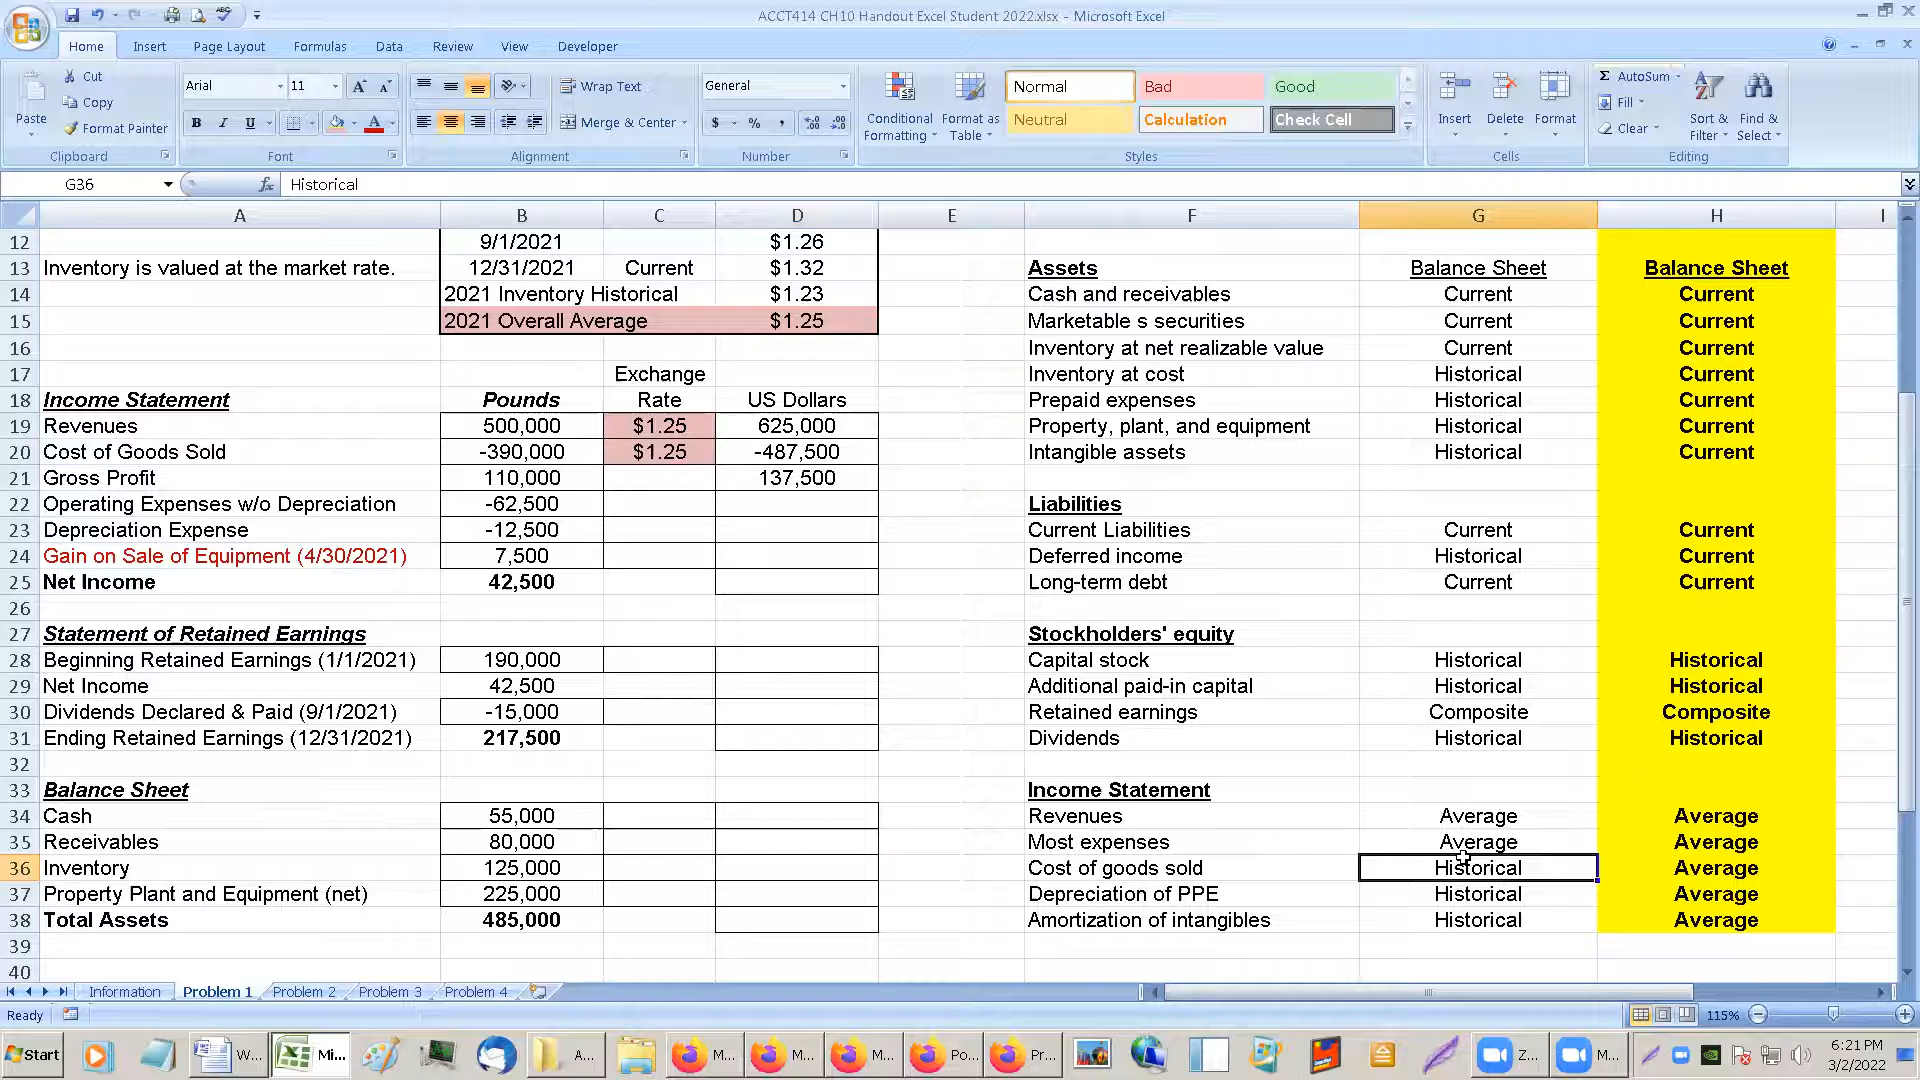 ACCT414 CH10 Handout Excel Student 2022.xlsx - Microsoft Excel
Home Insert Page Layout Formulas Data Review View Developer
Paste Cut Copy Format Painter Clipboard
Arial 11 B I U Font
Wrap Text Merge & Center Alignment
General $ % , Number
Conditional Formatting Format as Table
Normal Bad Good
Neutral Calculation Check Cell
Styles
Insert Delete Format Cells
Σ AutoSum Fill Clear Sort & Filter Find & Select Editing
G36 fx Historical
A B C D E F G H I
12 9/1/2021 $1.26
13 Inventory is valued at the market rate. 12/31/2021 Current $1.32 Assets Balance Sheet Balance Sheet
14 2021 Inventory Historical $1.23 Cash and receivables Current Current
15 2021 Overall Average $1.25 Marketable s securities Current Current
16 Inventory at net realizable value Current Current
17 Exchange Inventory at cost Historical Current
18 Income Statement Pounds Rate US Dollars Prepaid expenses Historical Current
19 Revenues 500,000 $1.25 625,000 Property, plant, and equipment Historical Current
20 Cost of Goods Sold -390,000 $1.25 -487,500 Intangible assets Historical Current
21 Gross Profit 110,000 137,500
22 Operating Expenses w/o Depreciation -62,500 Liabilities
23 Depreciation Expense -12,500 Current Liabilities Current Current
24 Gain on Sale of Equipment (4/30/2021) 7,500 Deferred income Historical Current
25 Net Income 42,500 Long-term debt Current Current
26
27 Statement of Retained Earnings Stockholders' equity
28 Beginning Retained Earnings (1/1/2021) 190,000 Capital stock Historical Historical
29 Net Income 42,500 Additional paid-in capital Historical Historical
30 Dividends Declared & Paid (9/1/2021) -15,000 Retained earnings Composite Composite
31 Ending Retained Earnings (12/31/2021) 217,500 Dividends Historical Historical
32
33 Balance Sheet Income Statement
34 Cash 55,000 Revenues Average Average
35 Receivables 80,000 Most expenses Average Average
36 Inventory 125,000 Cost of goods sold Historical Average
37 Property Plant and Equipment (net) 225,000 Depreciation of PPE Historical Average
38 Total Assets 485,000 Amortization of intangibles Historical Average
39
40
Information Problem 1 Problem 2 Problem 3 Problem 4
Ready 115%
Start W... Mi... A... M... M... M... Po... Pr... Z... M... 6:21 PM
3/2/2022